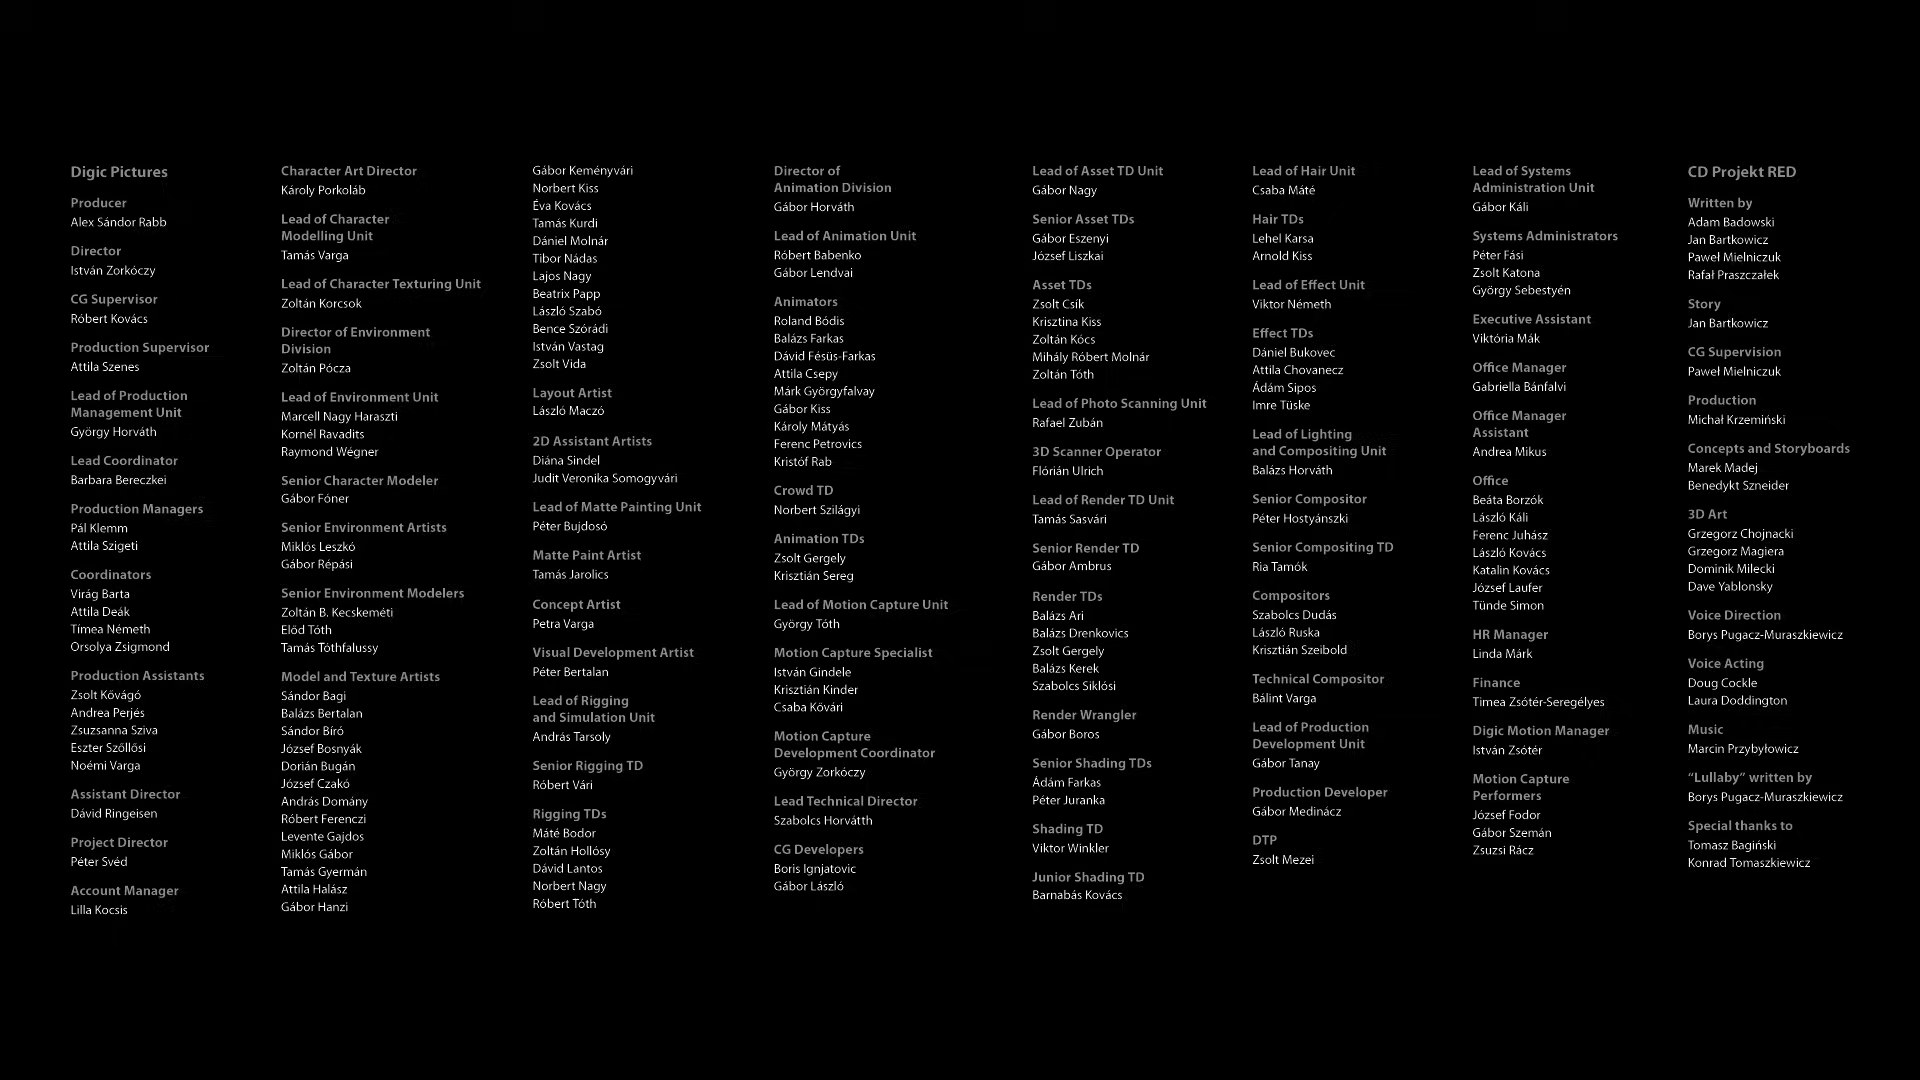 Digic Pictures
Producer
Alex Sándor Rabb
Director
István Zorkóczy
CG Supervisor
Róbert Kovács
Production Supervisor
Attila Szenes
Lead of Production
Management Unit
György Horváth
Lead Coordinator
Barbara Bereczkei
Production Managers
Pál Klemm
Attila Szigeti
Coordinators
Virág Barta
Attila Deák
Tímea Németh
Orsolya Zsigmond
Production Assistants
Zsolt Kővágó
Andrea Perjés
Zsuzsanna Sziva
Eszter Szőllősi
Noémi Varga
Assistant Director
Dávid Ringeisen
Project Director
Péter Svéd
Account Manager
Lilla Kocsis
Character Art Director
Károly Porkoláb
Lead of Character
Modelling Unit
Tamás Varga
Lead of Character Texturing Unit
Zoltán Korcsok
Director of Environment
Division
Zoltán Pócza
Lead of Environment Unit
Marcell Nagy Haraszti
Kornél Ravadits
Raymond Wégner
Senior Character Modeler
Gábor Fóner
Senior Environment Artists
Miklós Leszkó
Gábor Répási
Senior Environment Modelers
Zoltán B. Kecskeméti
Előd Tóth
Tamás Tóthfalussy
Model and Texture Artists
Sándor Bagi
Balázs Bertalan
Sándor Bíró
József Bosnyák
Dorián Bugán
József Czakó
András Domány
Róbert Ferenczi
Levente Gajdos
Miklós Gábor
Tamás Gyermán
Attila Halász
Gábor Hanzi
Gábor Keményvári
Norbert Kiss
Éva Kovács
Tamás Kurdi
Dániel Molnár
Tibor Nádas
Lajos Nagy
Beatrix Papp
László Szabó
Bence Szórádi
István Vastag
Zsolt Vida
Layout Artist
László Maczó
2D Assistant Artists
Diána Sindel
Judit Veronika Somogyvári
Lead of Matte Painting Unit
Péter Bujdosó
Matte Paint Artist
Tamás Jarolics
Concept Artist
Petra Varga
Visual Development Artist
Péter Bertalan
Lead of Rigging
and Simulation Unit
András Tarsoly
Senior Rigging TD
Róbert Vári
Rigging TDs
Máté Bodor
Zoltán Hollósy
Dávid Lantos
Norbert Nagy
Róbert Tóth
Director of
Animation Division
Gábor Horváth
Lead of Animation Unit
Róbert Babenko
Gábor Lendvai
Animators
Roland Bódis
Balázs Farkas
Dávid Fésüs-Farkas
Attila Csepy
Márk Györgyfalvay
Gábor Kiss
Károly Mátyás
Ferenc Petrovics
Kristóf Rab
Crowd TD
Norbert Szilágyi
Animation TDs
Zsolt Gergely
Krisztián Sereg
Lead of Motion Capture Unit
György Tóth
Motion Capture Specialist
István Gindele
Krisztián Kinder
Csaba Kővári
Motion Capture
Development Coordinator
György Zorkóczy
Lead Technical Director
Szabolcs Horvátth
CG Developers
Boris Ignjatovic
Gábor László
Lead of Asset TD Unit
Gábor Nagy
Senior Asset TDs
Gábor Eszenyi
József Liszkai
Asset TDs
Zsolt Csík
Krisztina Kiss
Zoltán Kócs
Mihály Róbert Molnár
Zoltán Tóth
Lead of Photo Scanning Unit
Rafael Zubán
3D Scanner Operator
Flórián Ulrich
Lead of Render TD Unit
Tamás Sasvári
Senior Render TD
Gábor Ambrus
Render TDs
Balázs Ari
Balázs Drenkovics
Zsolt Gergely
Balázs Kerek
Szabolcs Siklósi
Render Wrangler
Gábor Boros
Senior Shading TDs
Ádám Farkas
Péter Juranka
Shading TD
Viktor Winkler
Junior Shading TD
Barnabás Kovács
Lead of Hair Unit
Csaba Máté
Hair TDs
Lehel Karsa
Arnold Kiss
Lead of Effect Unit
Viktor Németh
Effect TDs
Dániel Bukovec
Attila Chovanecz
Ádám Sipos
Imre Tüske
Lead of Lighting
and Compositing Unit
Balázs Horváth
Senior Compositor
Péter Hostyánszki
Senior Compositing TD
Ria Tamók
Compositors
Szabolcs Dudás
László Ruska
Krisztián Szeibold
Technical Compositor
Bálint Varga
Lead of Production
Development Unit
Gábor Tanay
Production Developer
Gábor Medinácz
DTP
Zsolt Mezei
Lead of Systems
Administration Unit
Gábor Káli
Systems Administrators
Péter Fási
Zsolt Katona
György Sebestyén
Executive Assistant
Viktória Mák
Office Manager
Gabriella Bánfalvi
Office Manager
Assistant
Andrea Mikus
Office
Beáta Borzók
László Káli
Ferenc Juhász
László Kovács
Katalin Kovács
József Laufer
Tünde Simon
HR Manager
Linda Márk
Finance
Timea Zsótér-Seregélyes
Digic Motion Manager
István Zsótér
Motion Capture
Performers
József Fodor
Gábor Szemán
Zsuzsi Rácz
CD Projekt RED
Written by
Adam Badowski
Jan Bartkowicz
Paweł Mielniczuk
Rafał Praszczałek
Story
Jan Bartkowicz
CG Supervision
Paweł Mielniczuk
Production
Michał Krzemiński
Concepts and Storyboards
Marek Madej
Benedykt Szneider
3D Art
Grzegorz Chojnacki
Grzegorz Magiera
Dominik Milecki
Dave Yablonsky
Voice Direction
Borys Pugacz-Muraszkiewicz
Voice Acting
Doug Cockle
Laura Doddington
Music
Marcin Przybyłowicz
“Lullaby” written by
Borys Pugacz-Muraszkiewicz
Special thanks to
Tomasz Bagiński
Konrad Tomaszkiewicz